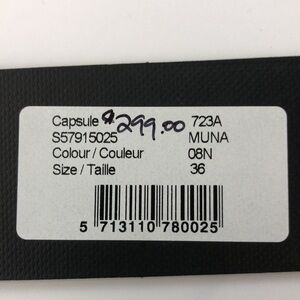 Capsule $299.00 723A
S57915025 MUNA
Colour / Couleur 08N
Size / Taille 36
5 713110 780025